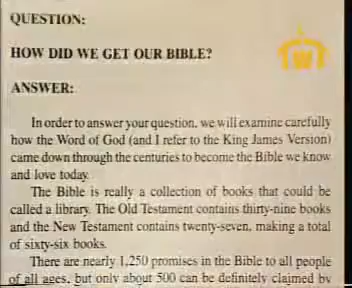 QUESTION:
HOW DID WE GET OUR BIBLE?
ANSWER:
In order to answer your question, we will examine carefully
how the Word of God (and I refer to the King James Version)
came down through the centuries to become the Bible we know
and love today.
The Bible is really a collection of books that could be
called a library. The Old Testament contains thirty-nine books
and the New Testament contains twenty-seven, making a total
of sixty-six books.
There are nearly 1,250 promises in the Bible to all people
of all ages, but only about 500 can be definitely claimed by